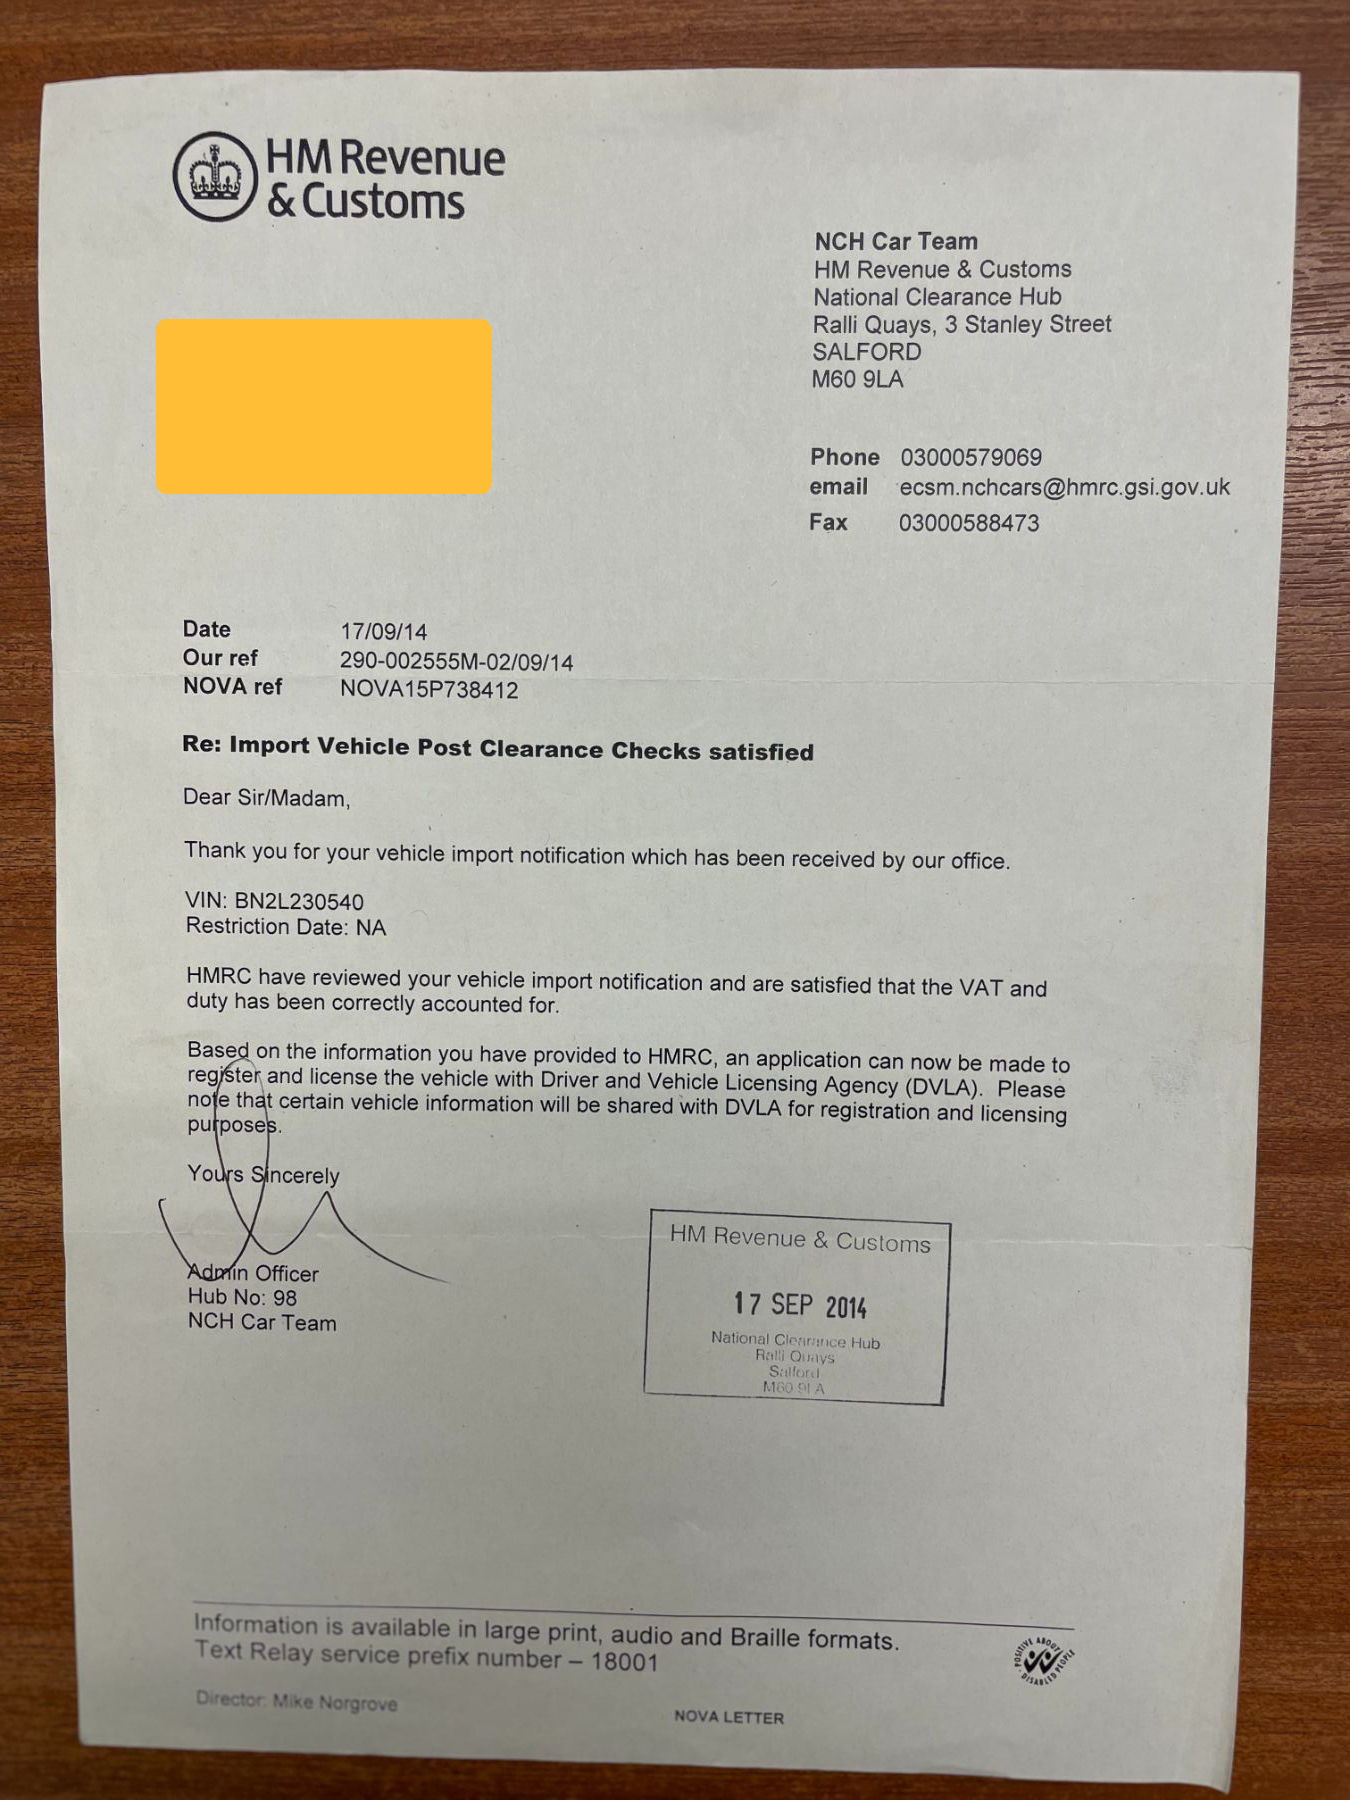 HM Revenue
& Customs
NCH Car Team
HM Revenue & Customs
National Clearance Hub
Ralli Quays, 3 Stanley Street
SALFORD
M60 9LA
Phone 03000579069
email ecsm.nchcars@hmrc.gsi.gov.uk
Fax 03000588473
Date 17/09/14
Our ref 290-002555M-02/09/14
NOVA ref NOVA15P738412
Re: Import Vehicle Post Clearance Checks satisfied
Dear Sir/Madam,
Thank you for your vehicle import notification which has been received by our office.
VIN: BN2L230540
Restriction Date: NA
HMRC have reviewed your vehicle import notification and are satisfied that the VAT and
duty has been correctly accounted for.
Based on the information you have provided to HMRC, an application can now be made to
register and license the vehicle with Driver and Vehicle Licensing Agency (DVLA). Please
note that certain vehicle information will be shared with DVLA for registration and licensing
purposes.
Yours Sincerely
Admin Officer
Hub No: 98
NCH Car Team
HM Revenue & Customs
17 SEP 2014
National Clearance Hub
Ralli Quays
Salford
M60 9LA
Information is available in large print, audio and Braille formats.
Text Relay service prefix number – 18001
POSITIVE ABOUT
DISABLED PEOPLE
Director: Mike Norgrove
NOVA LETTER